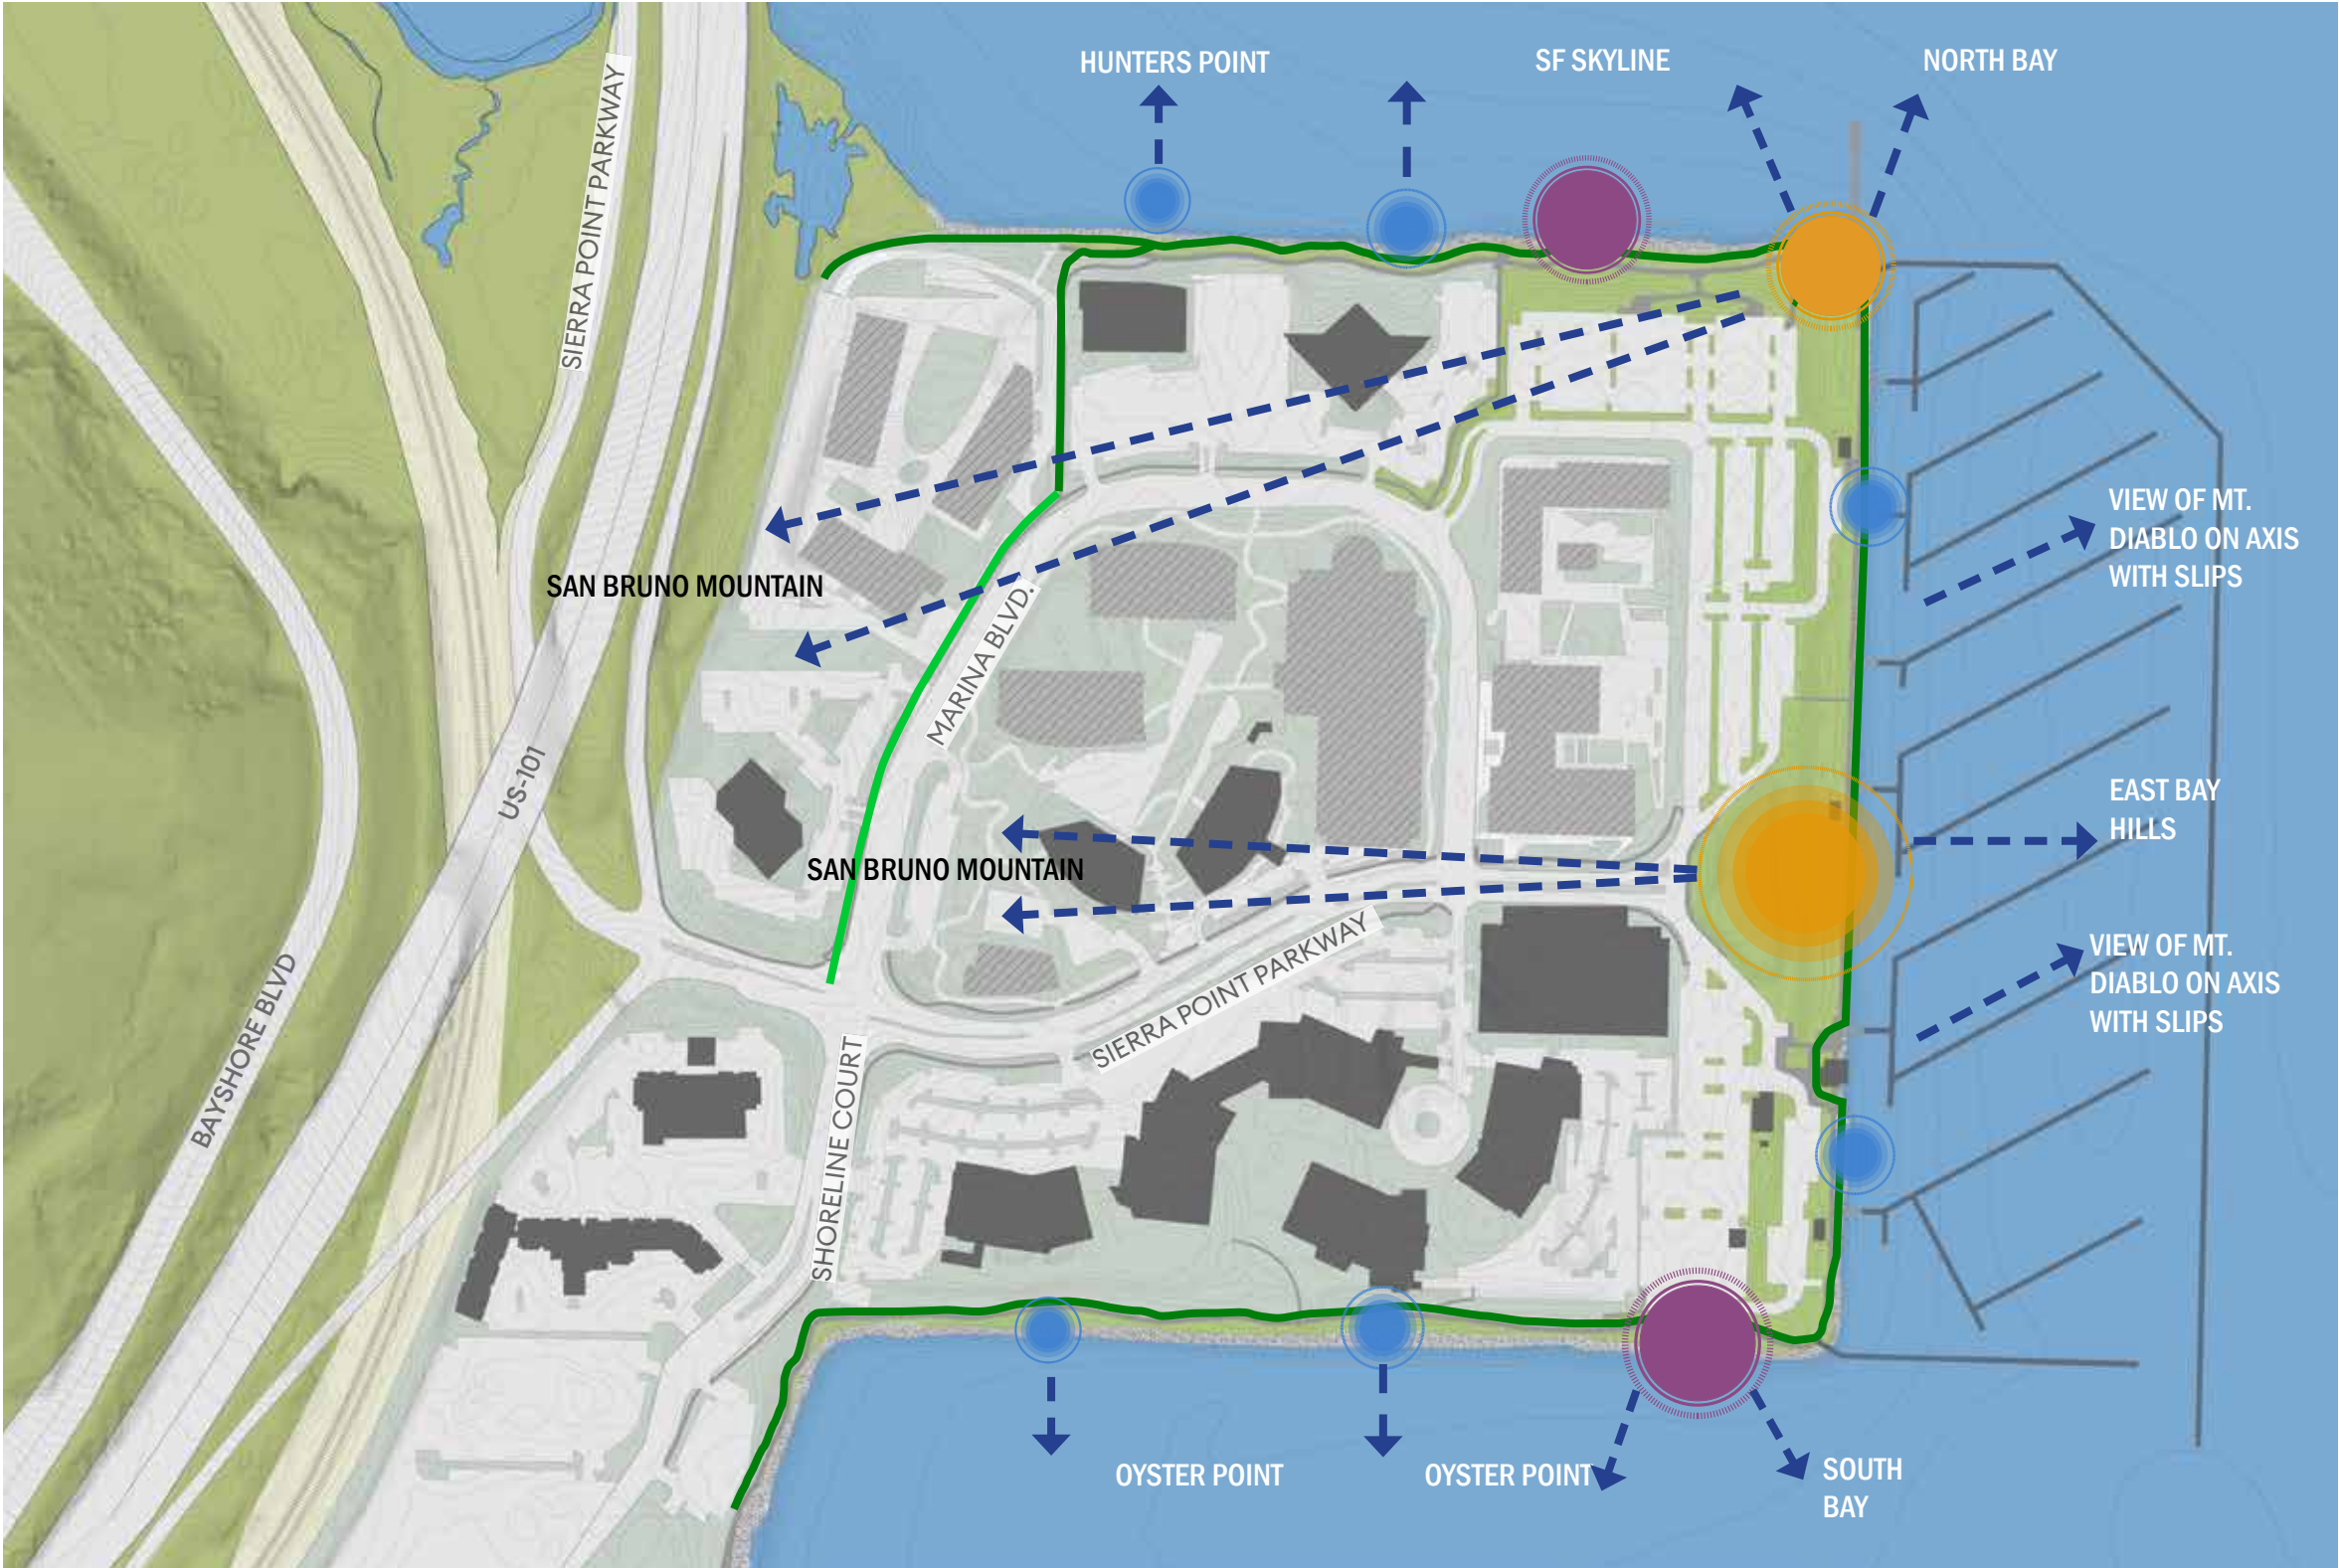 HUNTERS POINT
SF SKYLINE
NORTH BAY
SIERRA POINT PARKWAY
VIEW OF MT.
DIABLO ON AXIS
WITH SLIPS
SAN BRUNO MOUNTAIN
MARINA BLVD.
US-101
EAST BAY
HILLS
SAN BRUNO MOUNTAIN
VIEW OF MT.
DIABLO ON AXIS
WITH SLIPS
SIERRA POINT PARKWAY
BAYSHORE BLVD
SHORELINE COURT
OYSTER POINT
OYSTER POINT
SOUTH
BAY